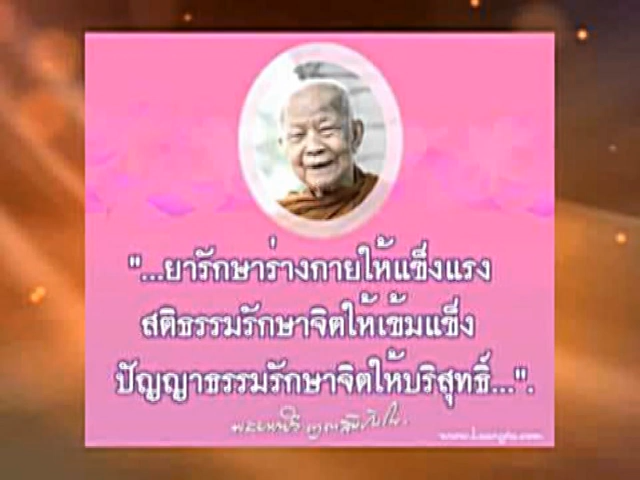 "...ยารักษาร่างกายให้แข็งแรง
สติธรรมรักษาจิตให้เข้มแข็ง
ปัญญาธรรมรักษาจิตให้บริสุทธิ์...".